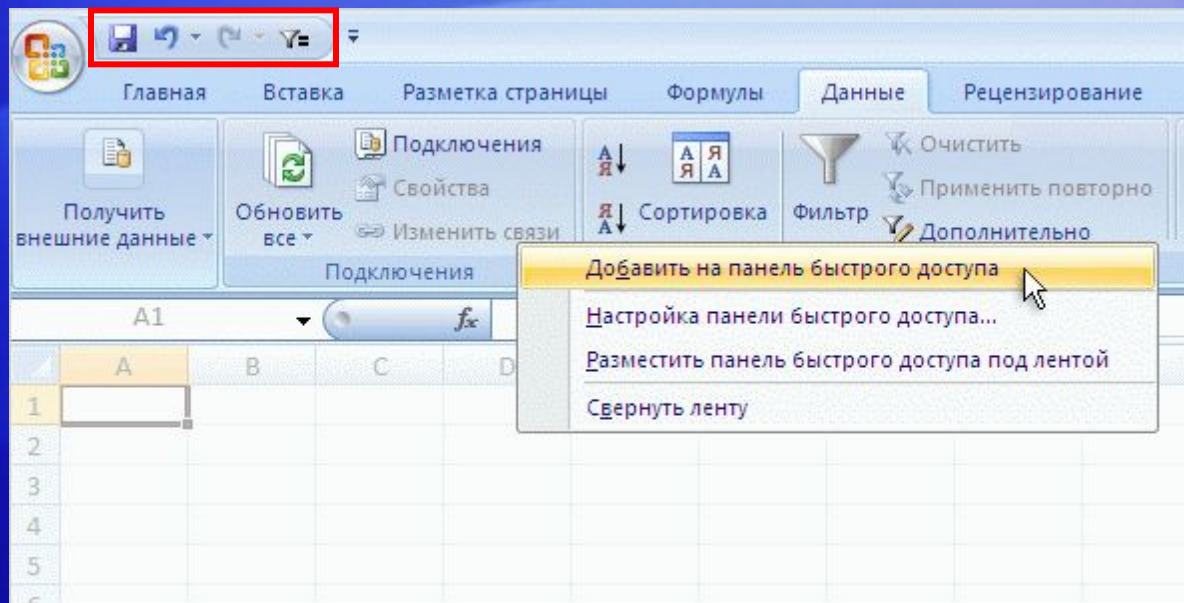 Главная Вставка Разметка страницы Формулы Данные Рецензирование
Получить
внешние данные
Обновить
все
Подключения
Свойства
Изменить связи
Подключения
А
Я
Я
А
А Я
Я А
Сортировка
Фильтр
Очистить
Применить повторно
Дополнительно
Добавить на панель быстрого доступа
Настройка панели быстрого доступа...
Разместить панель быстрого доступа под лентой
Свернуть ленту
A1
fx
A B C D
1
2
3
4
5